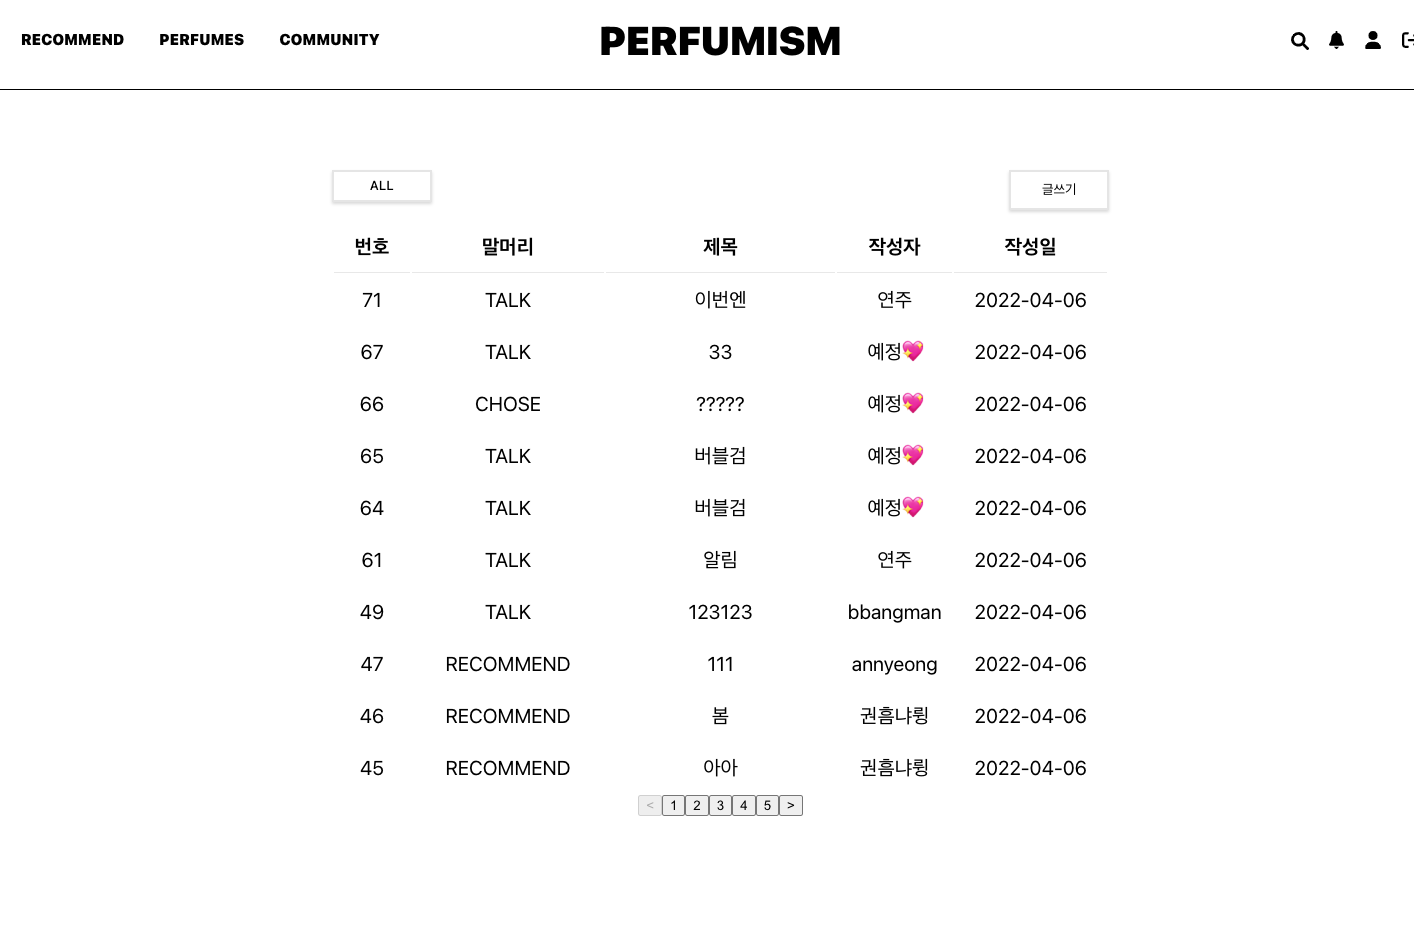 RECOMMEND PERFUMES COMMUNITY PERFUMISM
ALL 글쓰기
번호 말머리 제목 작성자 작성일
71 TALK 이번엔 연주 2022-04-06
67 TALK 33 예정💖 2022-04-06
66 CHOSE ????? 예정💖 2022-04-06
65 TALK 버블검 예정💖 2022-04-06
64 TALK 버블검 예정💖 2022-04-06
61 TALK 알림 연주 2022-04-06
49 TALK 123123 bbangman 2022-04-06
47 RECOMMEND 111 annyeong 2022-04-06
46 RECOMMEND 봄 권흠냐륑 2022-04-06
45 RECOMMEND 아아 권흠냐륑 2022-04-06
< 1 2 3 4 5 >